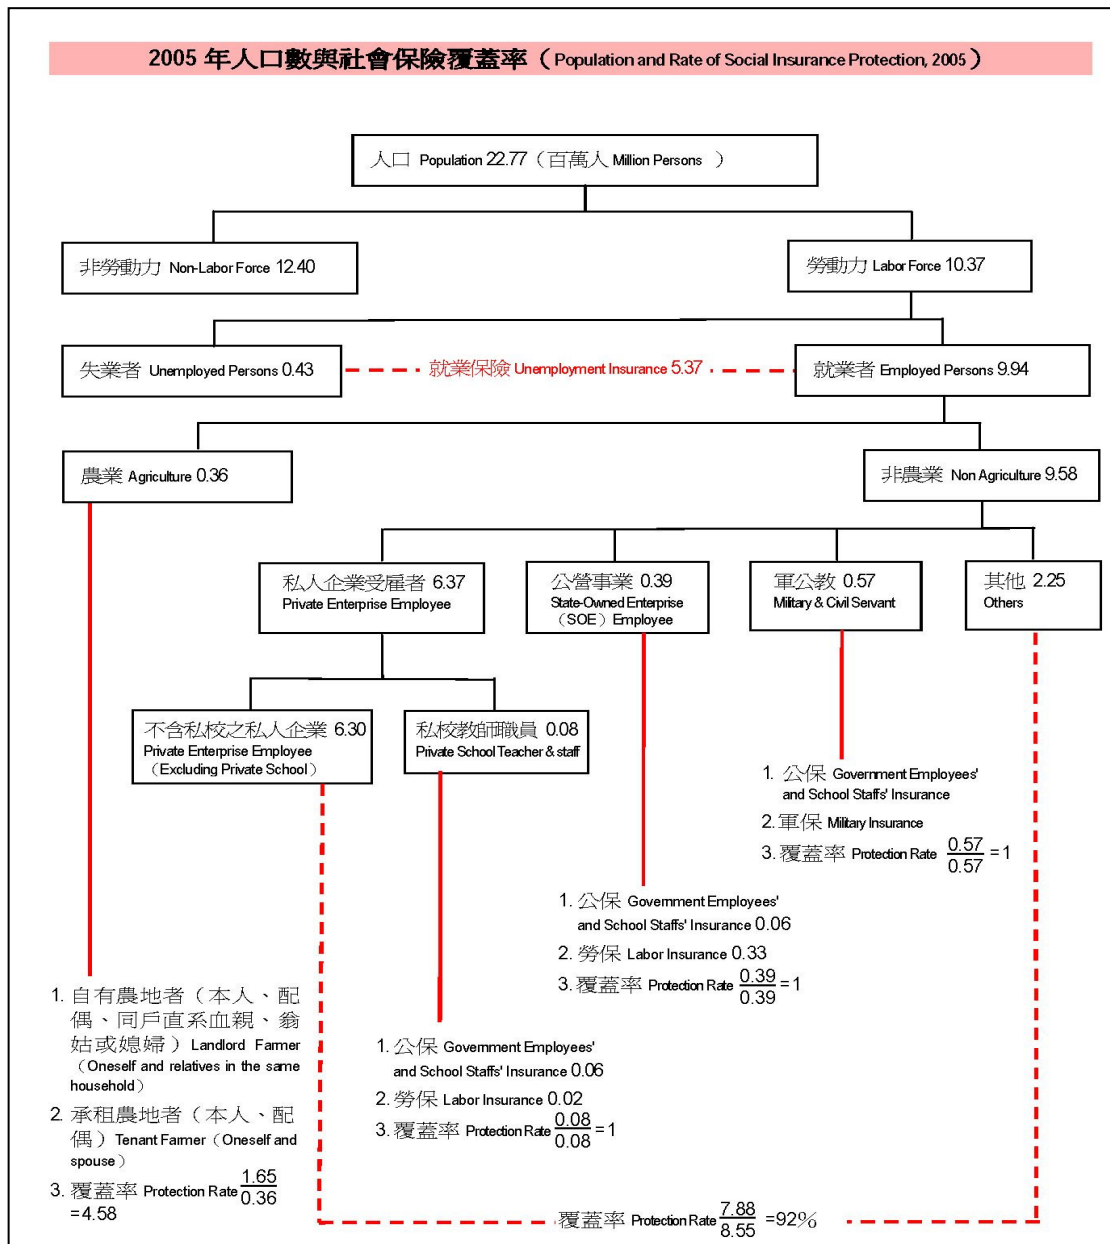 2005 年人口數與社會保險覆蓋率（Population and Rate of Social Insurance Protection, 2005）
人口 Population 22.77（百萬人 Million Persons ）
非勞動力 Non-Labor Force 12.40
勞動力 Labor Force 10.37
失業者 Unemployed Persons 0.43
就業保險 Unemployment Insurance 5.37
就業者 Employed Persons 9.94
農業 Agriculture 0.36
非農業 Non Agriculture 9.58
私人企業受雇者 6.37
Private Enterprise Employee
公營事業 0.39
State-Owned Enterprise
（SOE）Employee
軍公教 0.57
Military & Civil Servant
其他 2.25
Others
不含私校之私人企業 6.30
Private Enterprise Employee
（Excluding Private School）
私校教師職員 0.08
Private School Teacher & staff
1. 公保 Government Employees'
and School Staffs' Insurance
2. 軍保 Military Insurance
3. 覆蓋率 Protection Rate 0.57/0.57 = 1
1. 公保 Government Employees'
and School Staffs' Insurance 0.06
2. 勞保 Labor Insurance 0.33
3. 覆蓋率 Protection Rate 0.39/0.39 = 1
1. 自有農地者（本人、配
偶、同戶直系血親、翁
姑或媳婦）Landlord Farmer
（Oneself and relatives in the same
household）
2. 承租農地者（本人、配
偶）Tenant Farmer（Oneself and
spouse）
3. 覆蓋率 Protection Rate 1.65/0.36
=4.58
1. 公保 Government Employees'
and School Staffs' Insurance 0.06
2. 勞保 Labor Insurance 0.02
3. 覆蓋率 Protection Rate 0.08/0.08 = 1
覆蓋率 Protection Rate 7.88/8.55 =92%